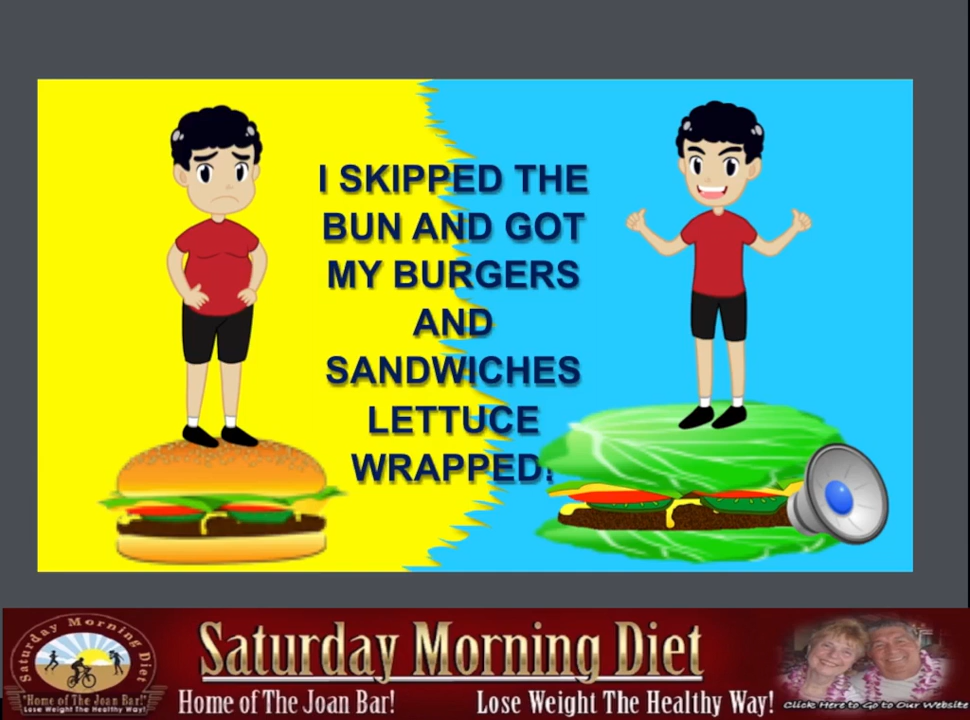 I SKIPPED THE
BUN AND GOT
MY BURGERS
AND
SANDWICHES
LETTUCE
WRAPPED!
Saturday Morning Diet
"Home of The Joan Bar!"
Lose Weight The Healthy Way!
Saturday Morning Diet
Home of The Joan Bar! Lose Weight The Healthy Way!
Click Here to Go to Our Website